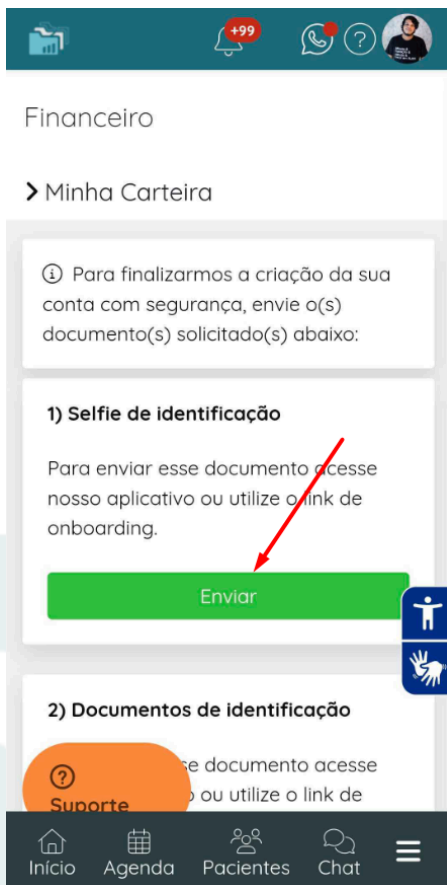 +99
Financeiro
Minha Carteira
Para finalizarmos a criação da sua
conta com segurança, envie o(s)
documento(s) solicitado(s) abaixo:
1) Selfie de identificação
Para enviar esse documento acesse
nosso aplicativo ou utilize o link de
onboarding.
Enviar
2) Documentos de identificação
se documento acesse
ou utilize o link de
Suporte
Início Agenda Pacientes Chat